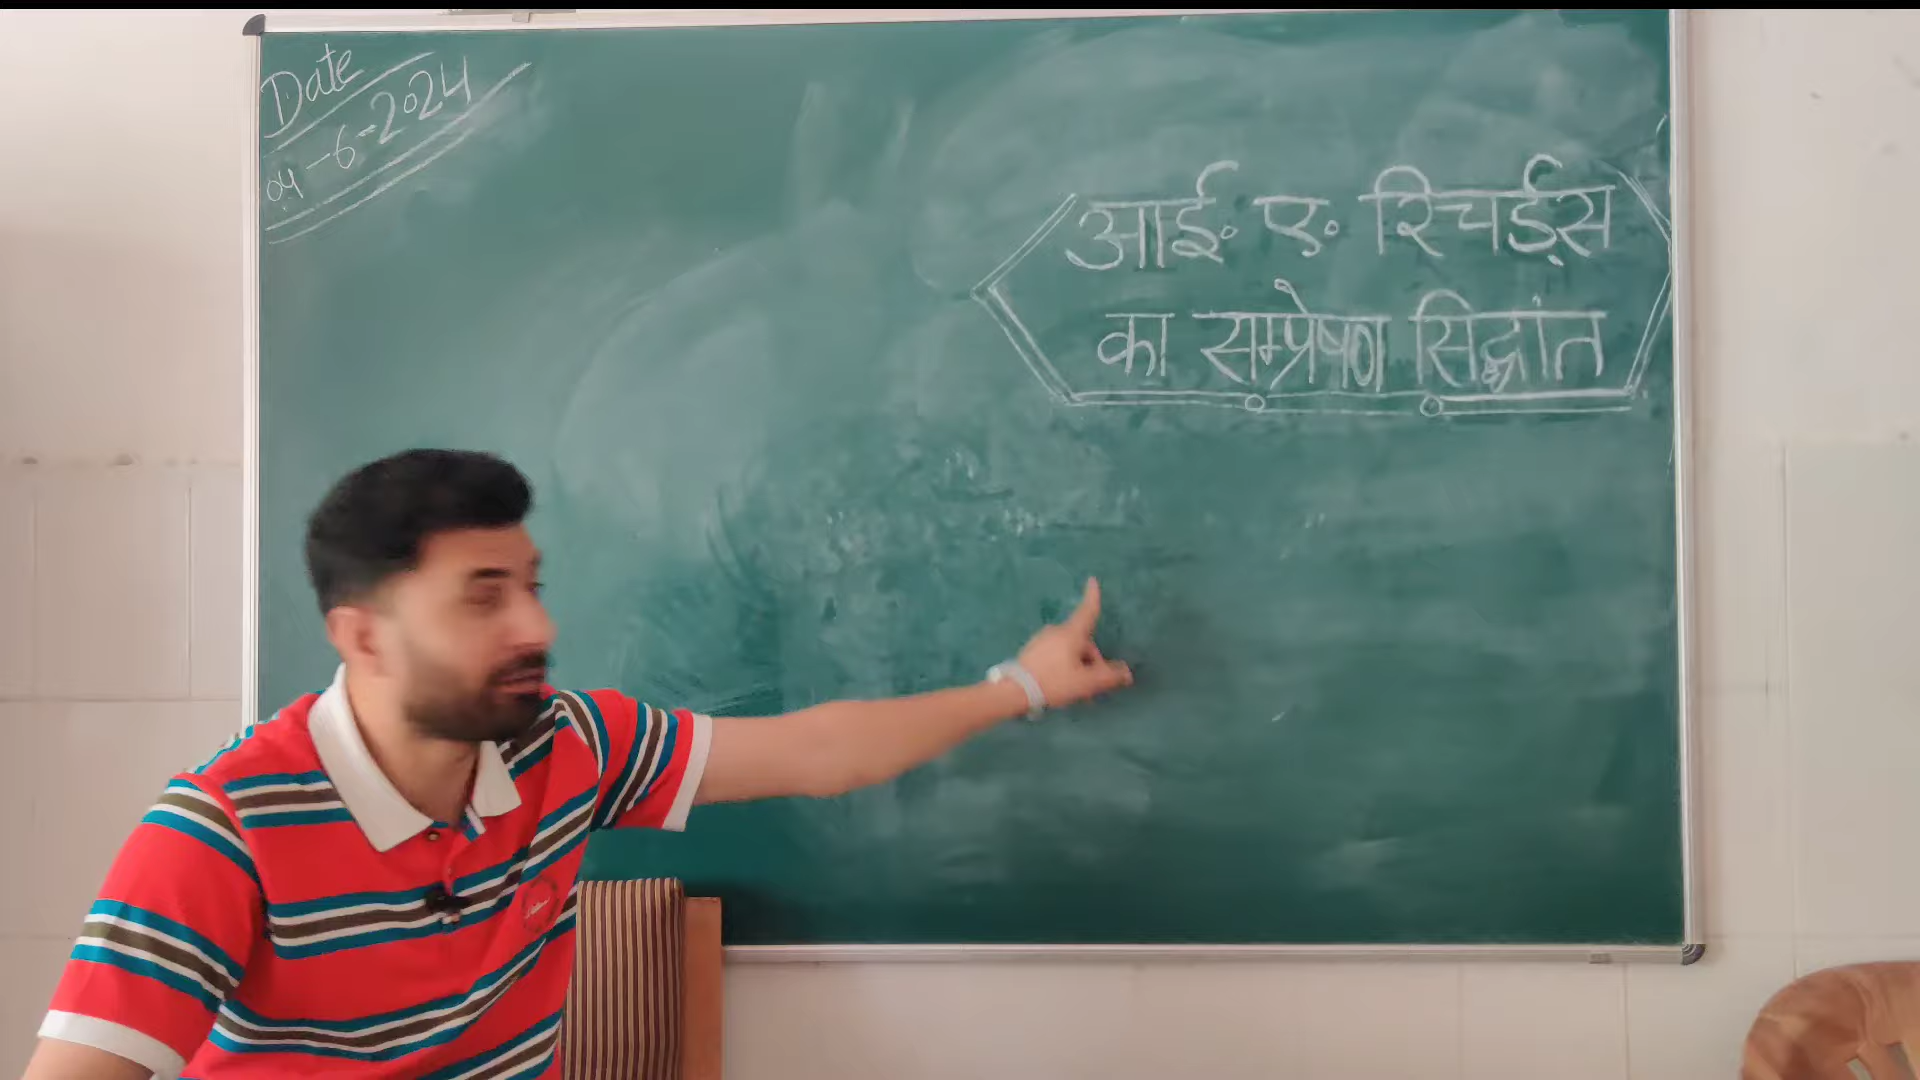 Date
04-6-2024
आई. ए. रिचर्ड्स
का सम्प्रेषण सिद्धांत